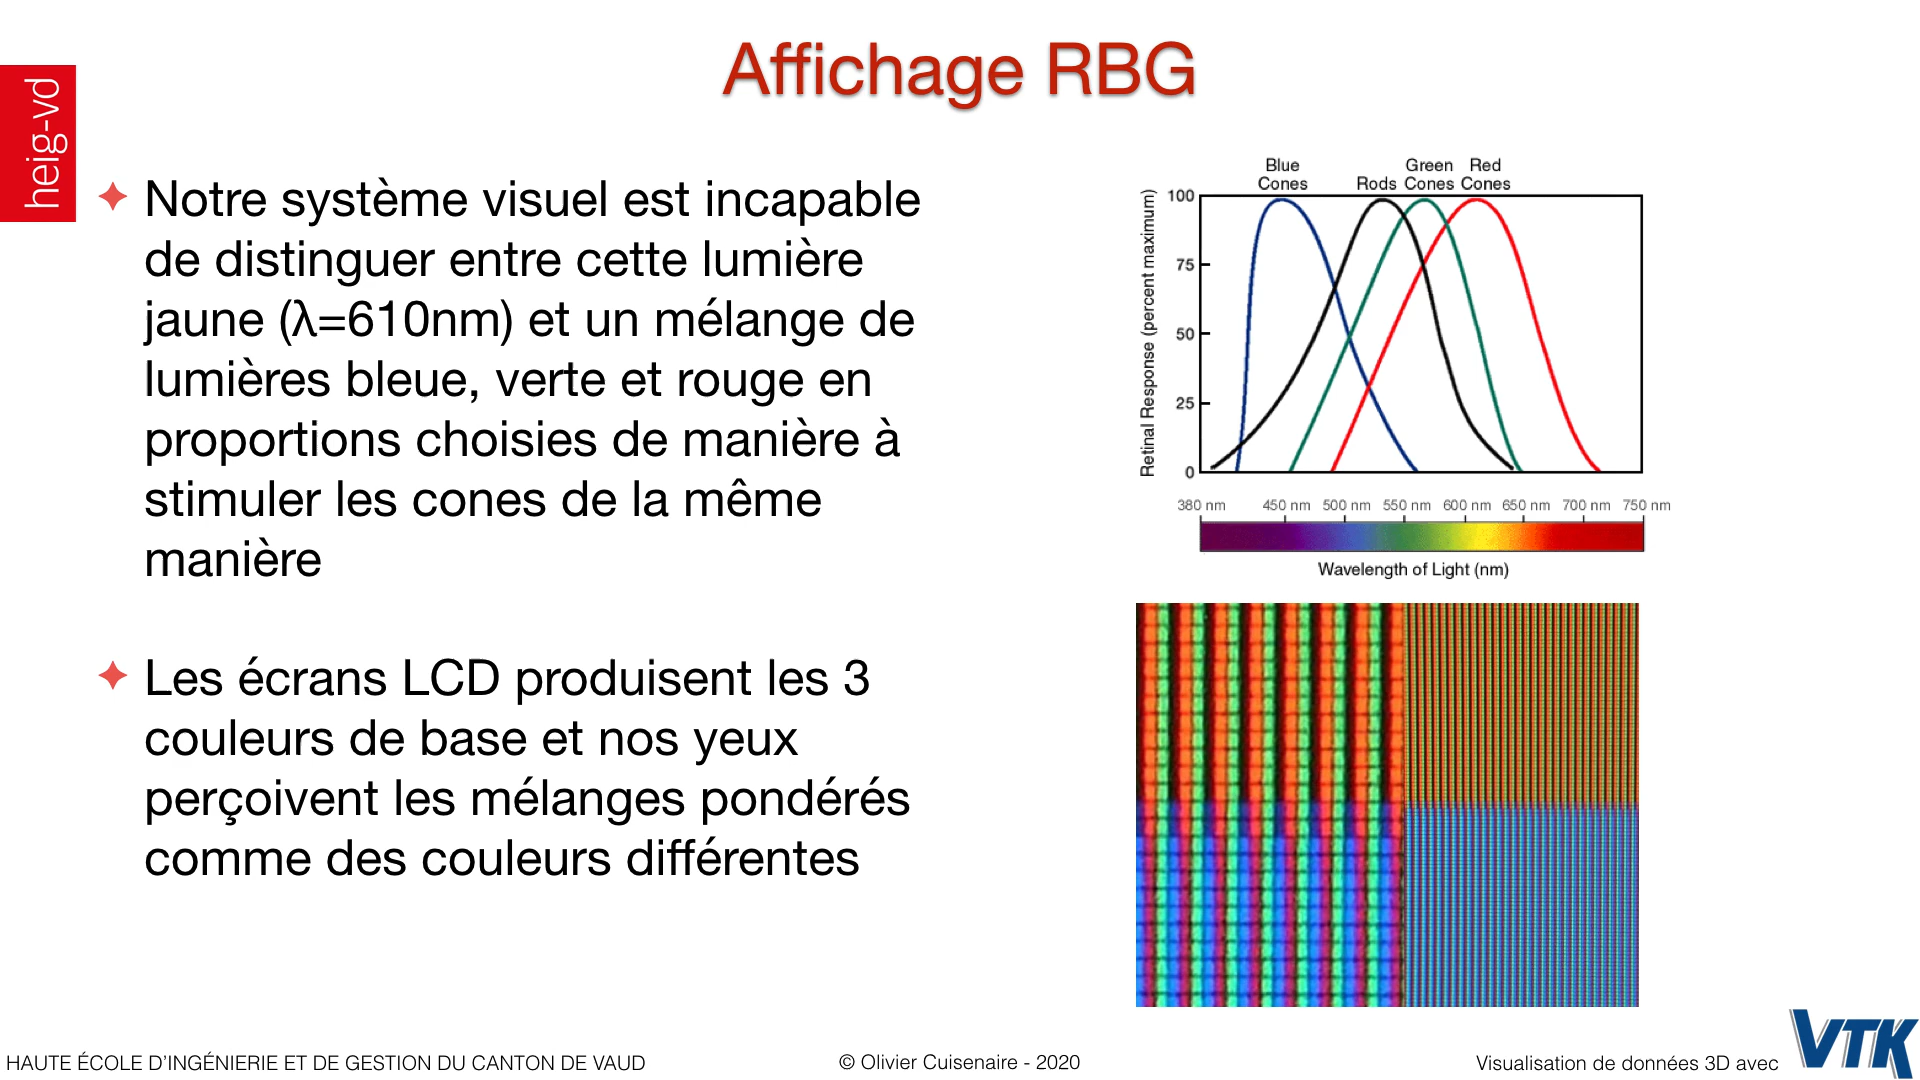 Affichage RBG
heig-vd
Notre système visuel est incapable
de distinguer entre cette lumière
jaune (λ=610nm) et un mélange de
lumières bleue, verte et rouge en
proportions choisies de manière à
stimuler les cones de la même
manière
Les écrans LCD produisent les 3
couleurs de base et nos yeux
perçoivent les mélanges pondérés
comme des couleurs différentes
Blue Green Red
Cones Rods Cones Cones
Retinal Response (percent maximum)
100
75
50
25
0
380 nm 450 nm 500 nm 550 nm 600 nm 650 nm 700 nm 750 nm
Wavelength of Light (nm)
HAUTE ÉCOLE D’INGÉNIERIE ET DE GESTION DU CANTON DE VAUD
© Olivier Cuisenaire - 2020
Visualisation de données 3D avec
VTK